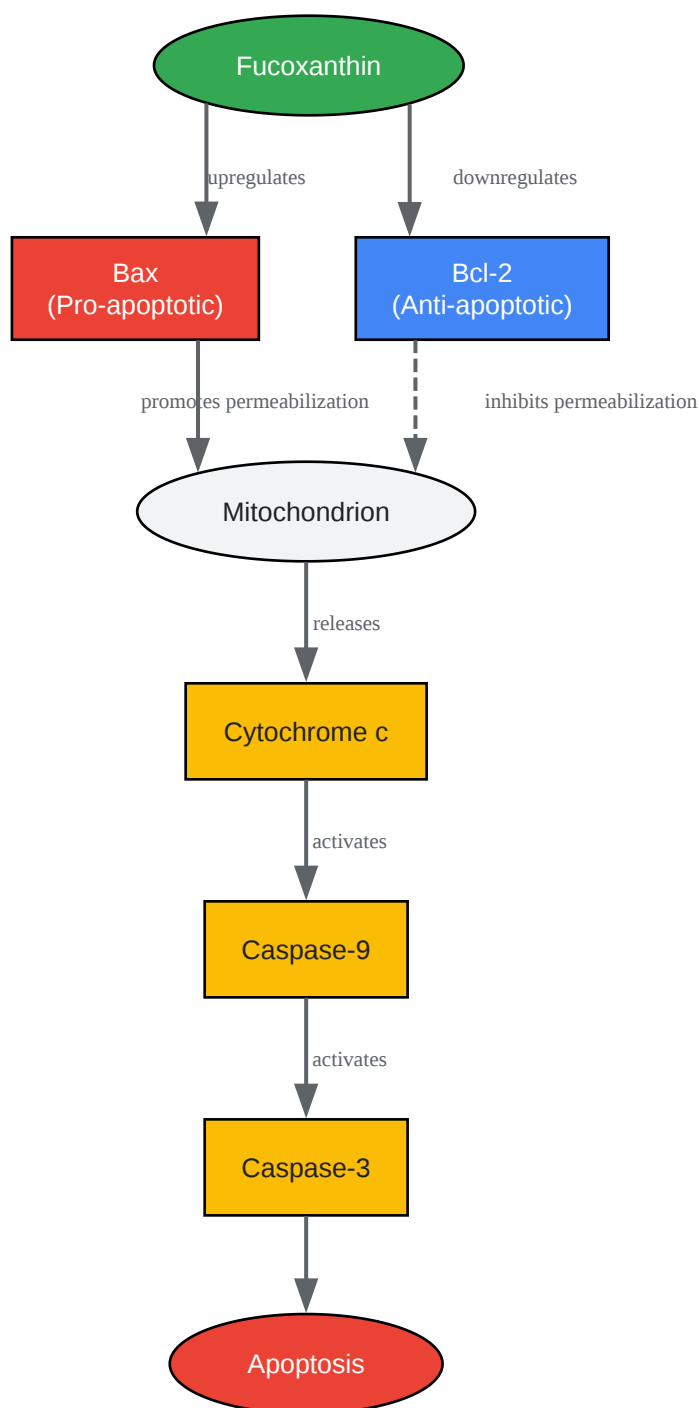 Fucoxanthin
upregulates
downregulates
Bax
(Pro-apoptotic)
Bcl-2
(Anti-apoptotic)
promotes permeabilization
inhibits permeabilization
Mitochondrion
releases
Cytochrome c
activates
Caspase-9
activates
Caspase-3
Apoptosis